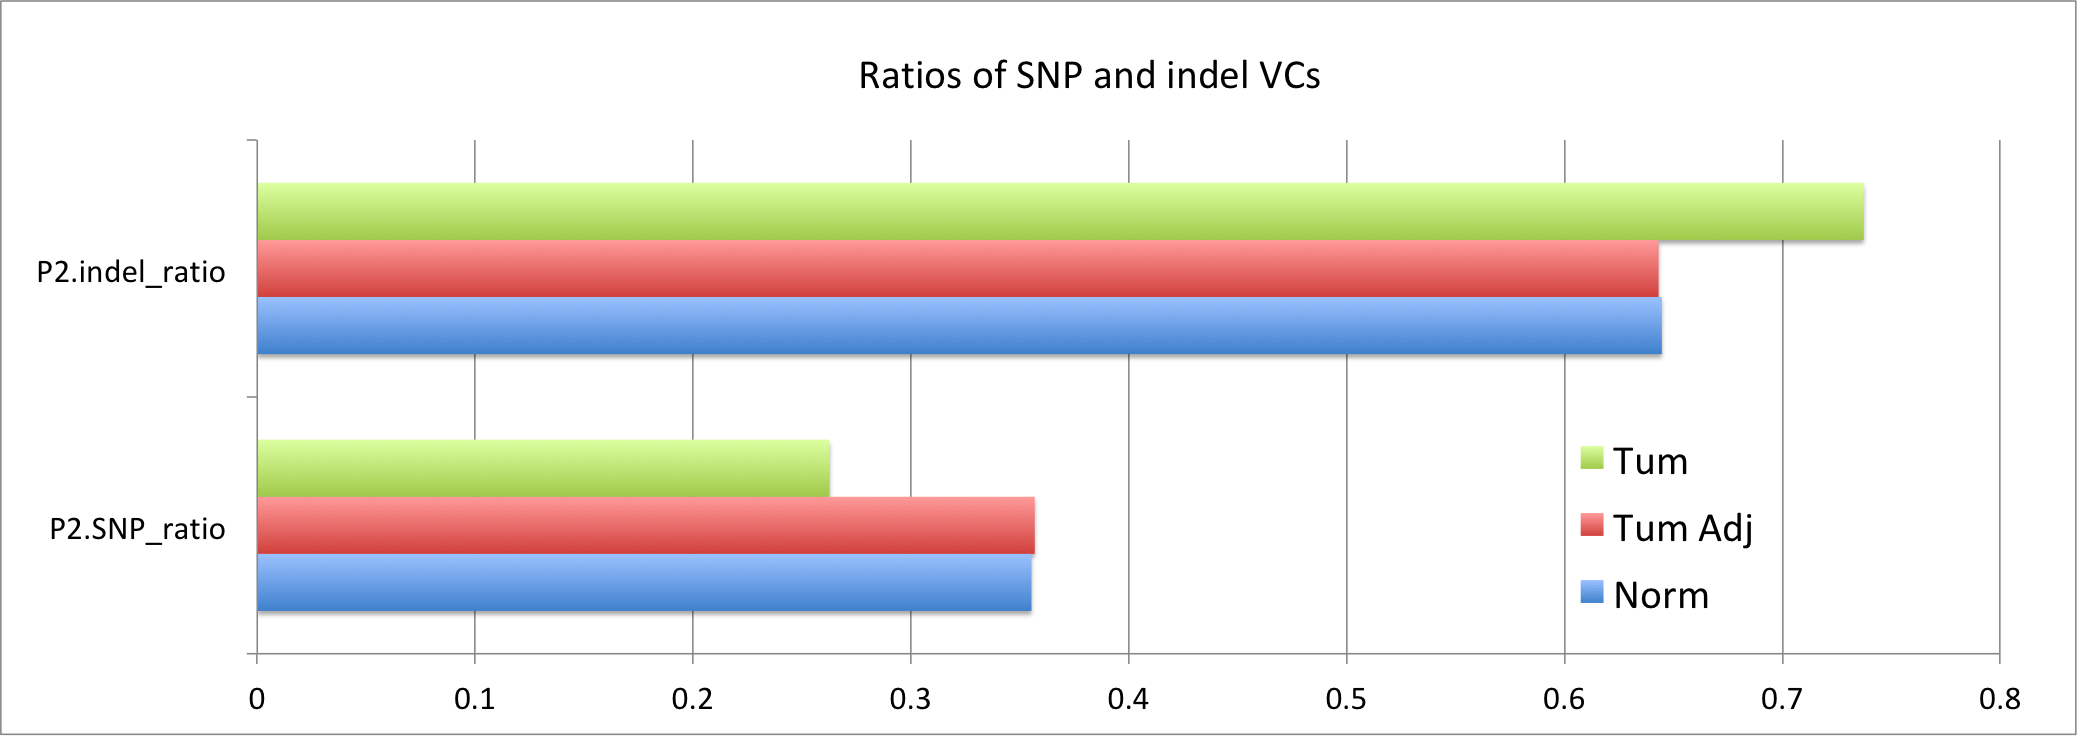 Ratios of SNP and indel VCs
P2.indel_ratio
P2.SNP_ratio
Tum
Tum Adj
Norm
0 0.1 0.2 0.3 0.4 0.5 0.6 0.7 0.8